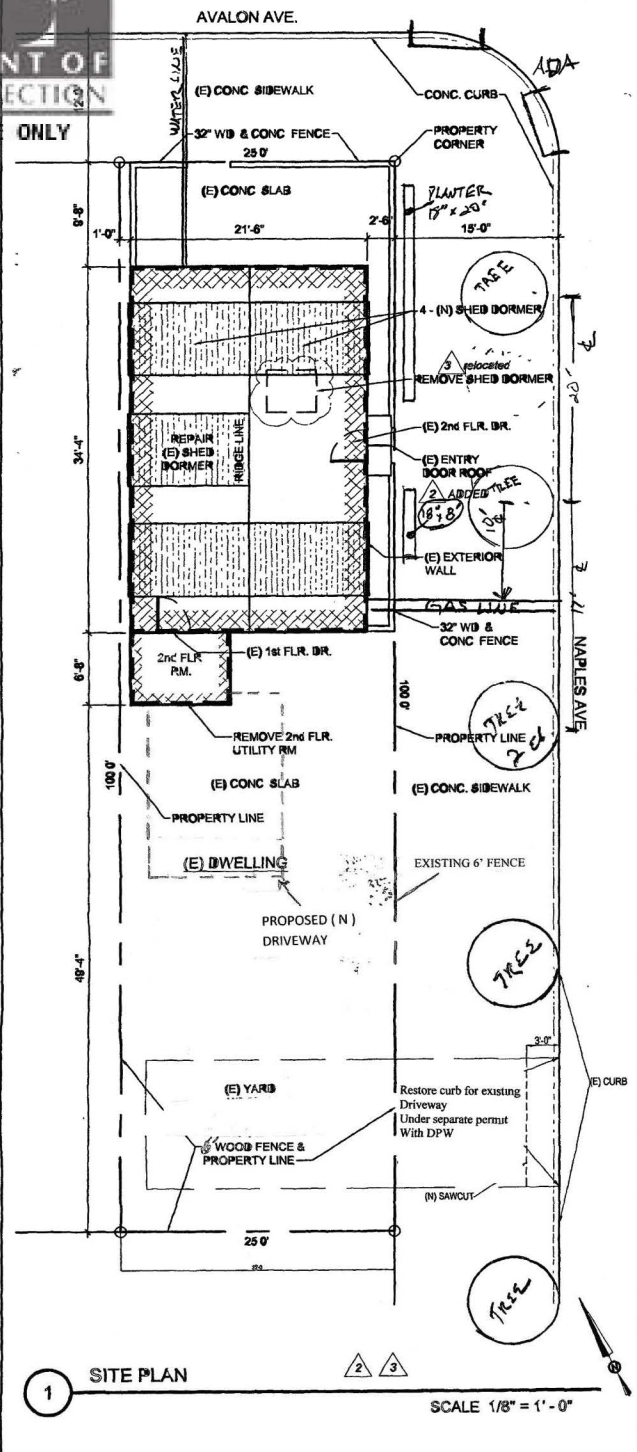 AVALON AVE.
NT OF
ECTION
ONLY
WATER LINE
(E) CONC SIDEWALK
CONC. CURB
ADA
32" WD & CONC FENCE
PROPERTY
CORNER
25 0'
(E) CONC SLAB
PLANTER
18" x 20'
9'-8"
1'-0"
21'-6"
2'-6"
15'-0"
TREE
4 - (N) SHED DORMER
3
relocated
REMOVE SHED DORMER
20'
34'-4"
REPAIR
(E) SHED
DORMER
RIDGE LINE
(E) 2nd FLR. DR.
(E) ENTRY
DOOR ROOF
2
ADDED
18" x 8'
TREE
(E) EXTERIOR
WALL
GAS LINE
32" WD &
CONC FENCE
NAPLES AVE
6'-8"
2nd FLR
RM.
(E) 1st FLR. DR.
100.0'
REMOVE 2nd FLR.
UTILITY RM
PROPERTY LINE
TREE
100 0'
(E) CONC SLAB
(E) CONC. SIDEWALK
PROPERTY LINE
(E) DWELLING
EXISTING 6' FENCE
PROPOSED ( N )
DRIVEWAY
TREE
49'-4"
3'-0"
(E) YARD
(E) CURB
Restore curb for existing
Driveway
Under separate permit
With DPW
WOOD FENCE &
PROPERTY LINE
(N) SAWCUT
25 0'
TREE
N
1
SITE PLAN
2
3
SCALE 1/8" = 1' - 0"